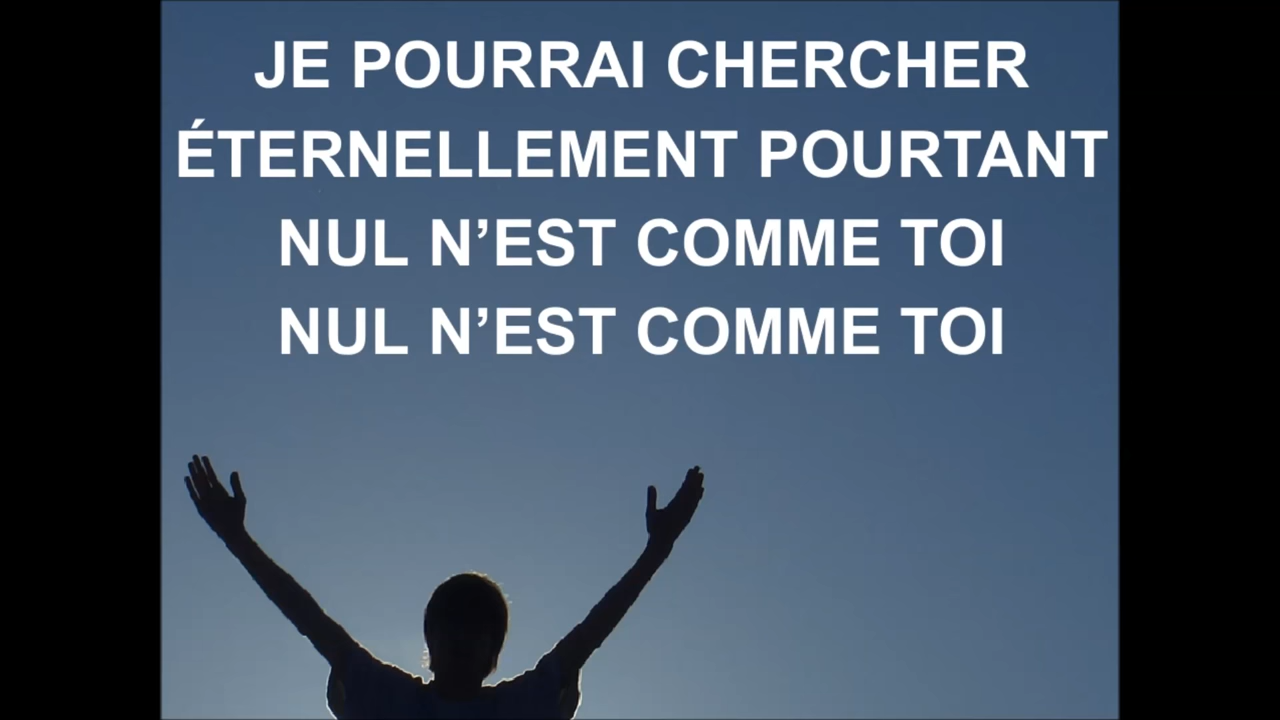 JE POURRAI CHERCHER
ÉTERNELLEMENT POURTANT
NUL N’EST COMME TOI
NUL N’EST COMME TOI